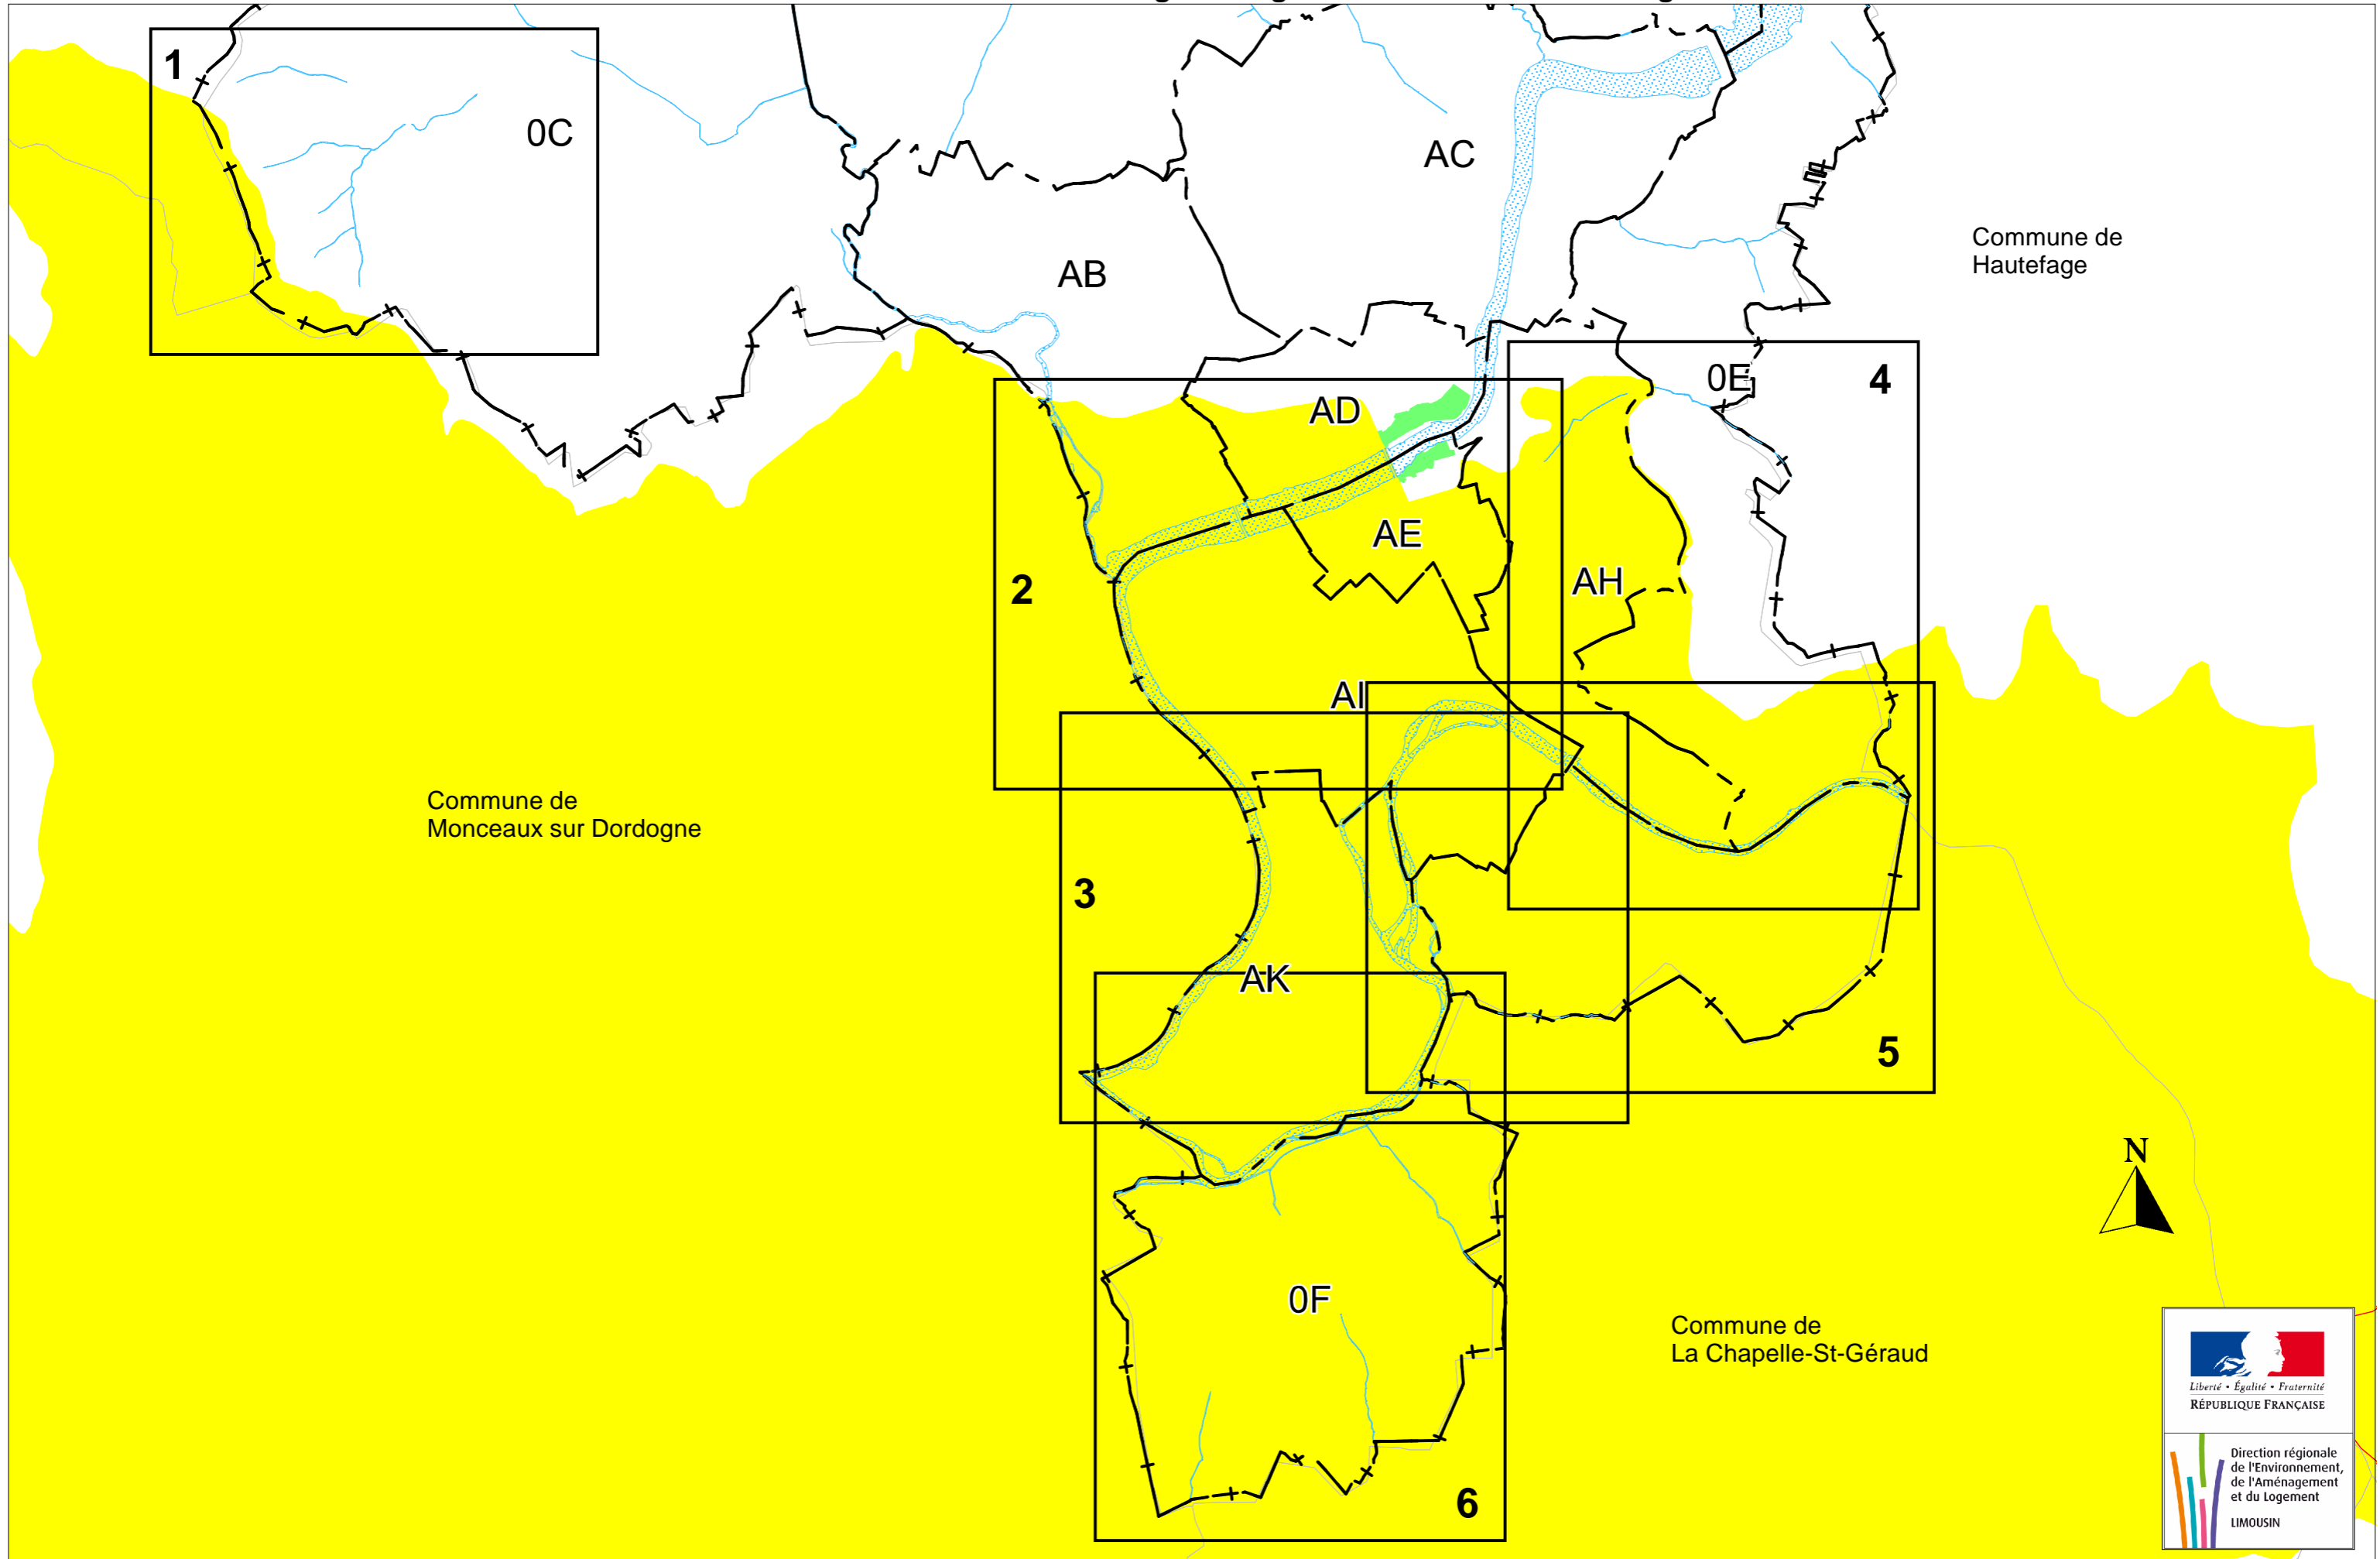 1
0C
AC
AB
Commune de
Hautefage
0E
4
AD
AE
AH
2
AI
Commune de
Monceaux sur Dordogne
3
AK
5
N
0F
Commune de
La Chapelle-St-Géraud
6
Liberté • Égalité • Fraternité
RÉPUBLIQUE FRANÇAISE
Direction régionale
de l'Environnement,
de l'Aménagement
et du Logement
LIMOUSIN